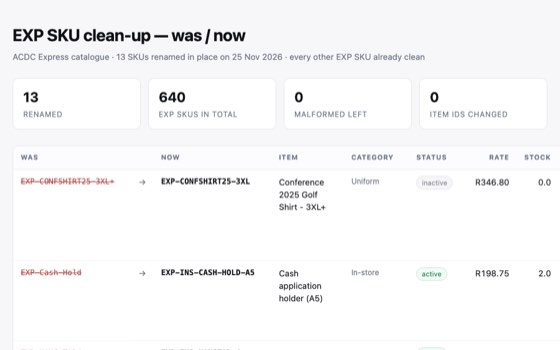 EXP SKU clean-up — was / now
ACDC Express catalogue · 13 SKUs renamed in place on 25 Nov 2026 · every other EXP SKU already clean
13
RENAMED
640
EXP SKUS IN TOTAL
0
MALFORMED LEFT
0
ITEM IDS CHANGED
WAS NOW ITEM CATEGORY STATUS RATE STOCK
EXP-CONFSHIRT25-3XL+ → EXP-CONFSHIRT25-3XL Conference Uniform inactive R346.80 0.0
2025 Golf
Shirt - 3XL+
EXP-Cash-Hold → EXP-INS-CASH-HOLD-A5 Cash In-store active R198.75 2.0
application
holder (A5)